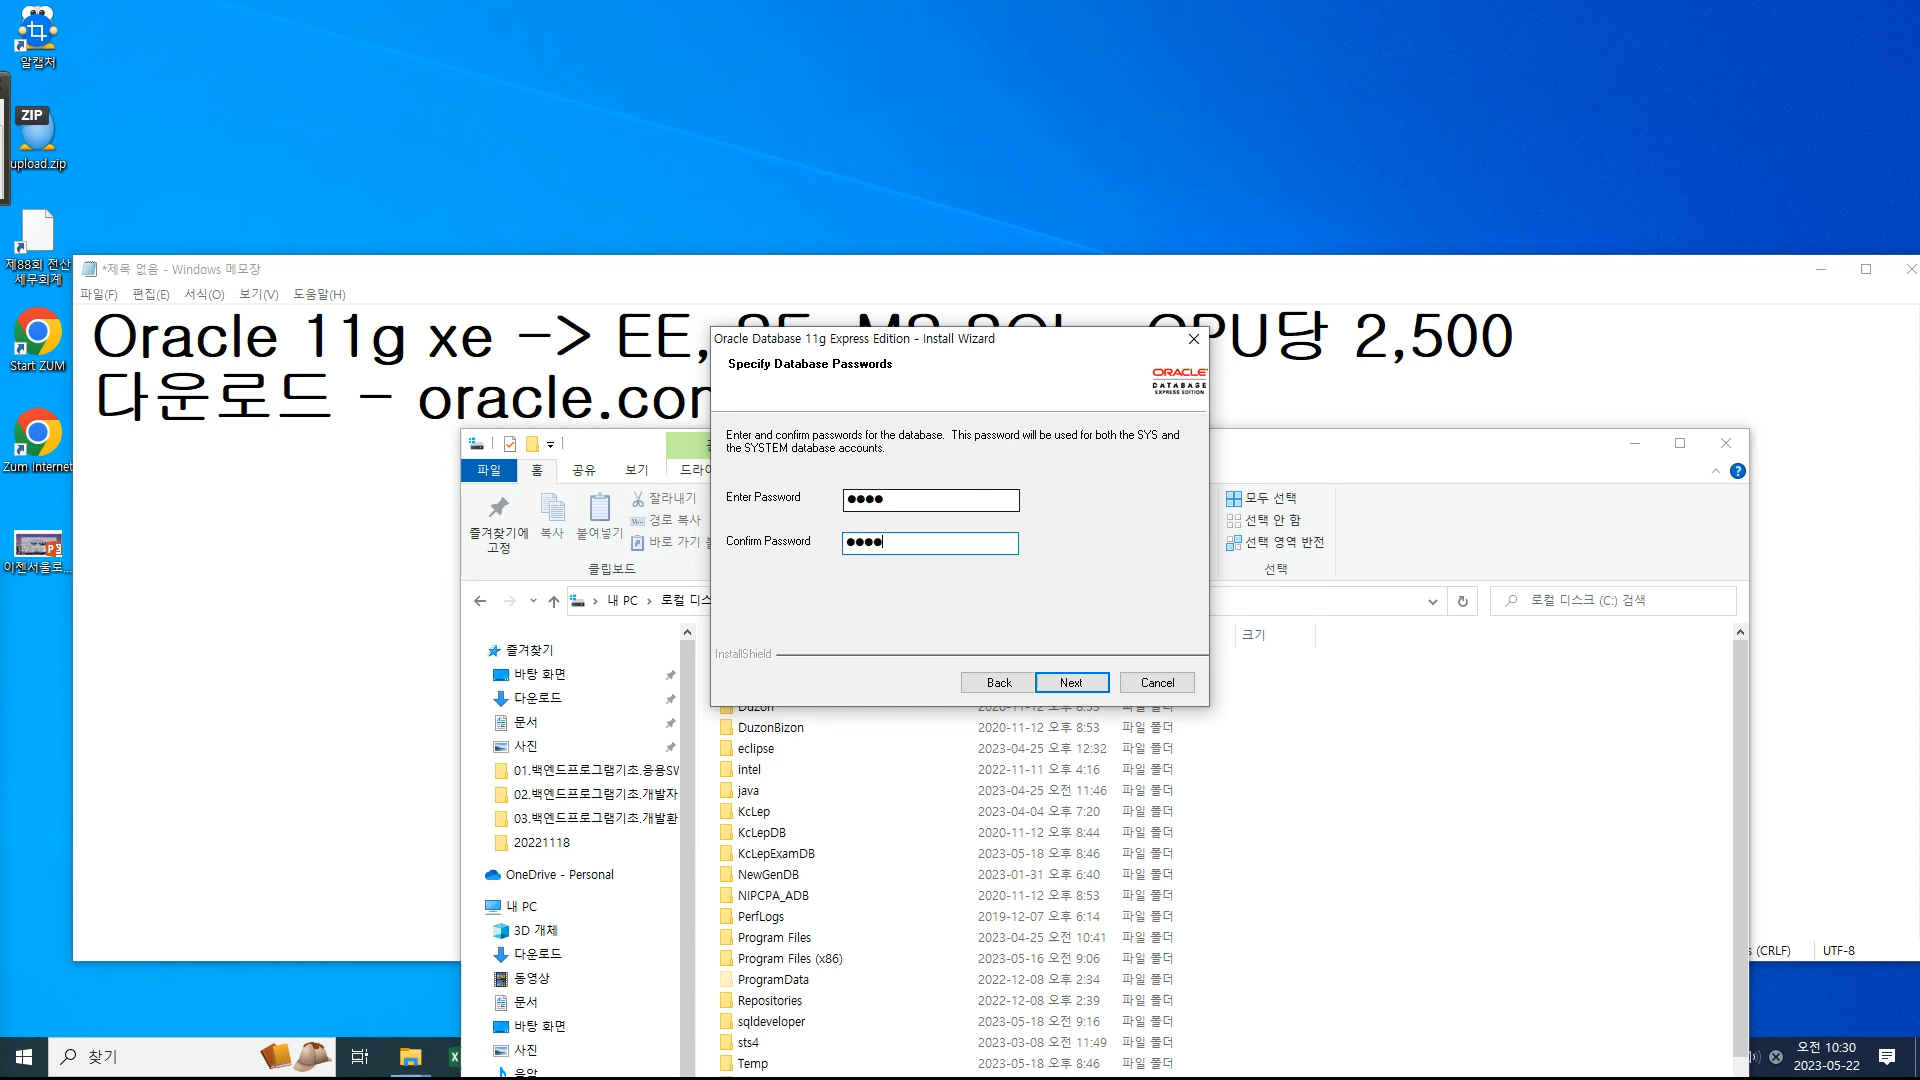 알캡처
ZIP
upload.zip
제88회 전산
세무회계
Start ZUM
Zum Internet
이젠서울로...
*제목 없음 - Windows 메모장
파일(F) 편집(E) 서식(O) 보기(V) 도움말(H)
Oracle 11g xe -> EE, CPU당 2,500
다운로드 - oracle.con
Oracle Database 11g Express Edition - Install Wizard
Specify Database Passwords
ORACLE
DATABASE
EXPRESS EDITION
Enter and confirm passwords for the database. This password will be used for both the SYS and
the SYSTEM database accounts.
Enter Password ●●●●
Confirm Password ●●●●
InstallShield
Back Next Cancel
파일 홈 공유 보기 드라이
즐겨찾기에
고정
복사
붙여넣기
잘라내기
경로 복사
바로 가기
클립보드
모두 선택
선택 안 함
선택 영역 반전
선택
내 PC > 로컬 디스
로컬 디스크 (C:) 검색
크기
즐겨찾기
바탕 화면
다운로드
문서
사진
01.백엔드프로그램기초.응용SW
02.백엔드프로그램기초.개발자
03.백엔드프로그램기초.개발환
20221118
OneDrive - Personal
내 PC
3D 개체
다운로드
동영상
문서
바탕 화면
사진
음악
Duzon 2020-11-12 오후 8:53 파일 폴더
DuzonBizon 2020-11-12 오후 8:53 파일 폴더
eclipse 2023-04-25 오후 12:32 파일 폴더
intel 2022-11-11 오후 4:16 파일 폴더
java 2023-04-25 오전 11:46 파일 폴더
KcLep 2023-04-04 오후 7:20 파일 폴더
KcLepDB 2020-11-12 오후 8:44 파일 폴더
KcLepExamDB 2023-05-18 오후 8:46 파일 폴더
NewGenDB 2023-01-31 오후 6:40 파일 폴더
NIPCPA_ADB 2020-11-12 오후 8:53 파일 폴더
PerfLogs 2019-12-07 오후 6:14 파일 폴더
Program Files 2023-04-25 오전 10:41 파일 폴더
Program Files (x86) 2023-05-16 오전 9:06 파일 폴더
ProgramData 2022-12-08 오후 2:34 파일 폴더
Repositories 2022-12-08 오후 2:39 파일 폴더
sqldeveloper 2023-05-18 오전 9:16 파일 폴더
sts4 2023-03-08 오전 11:49 파일 폴더
Temp 2023-05-18 오후 8:46 파일 폴더
s (CRLF) UTF-8
찾기
오전 10:30
2023-05-22